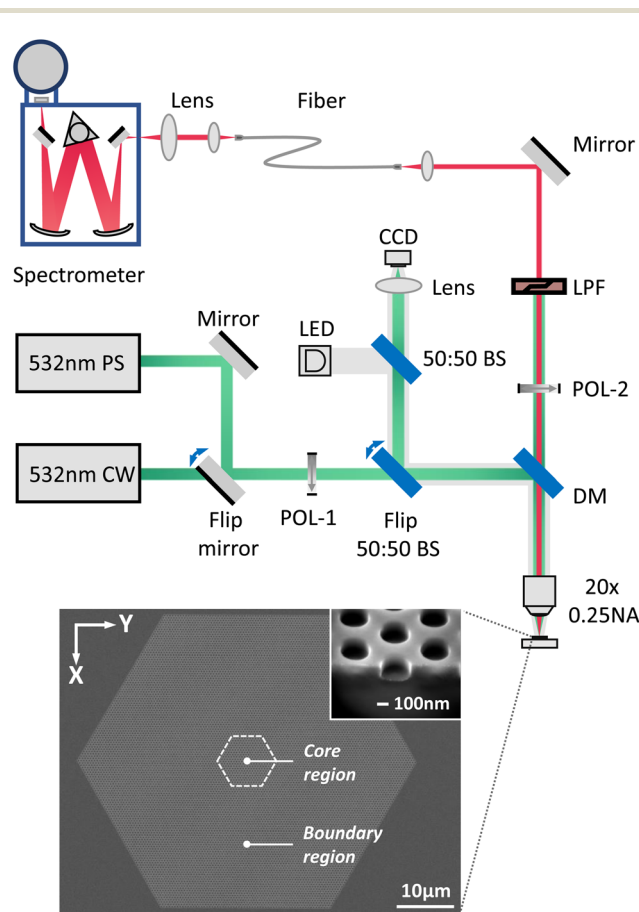 Lens
Fiber
Mirror
Spectrometer
CCD
Lens
LPF
Mirror
LED
50:50 BS
532nm PS
POL-2
532nm CW
DM
Flip
mirror
POL-1
Flip
50:50 BS
20x
0.25NA
Y
X
100nm
Core
region
Boundary
region
10μm